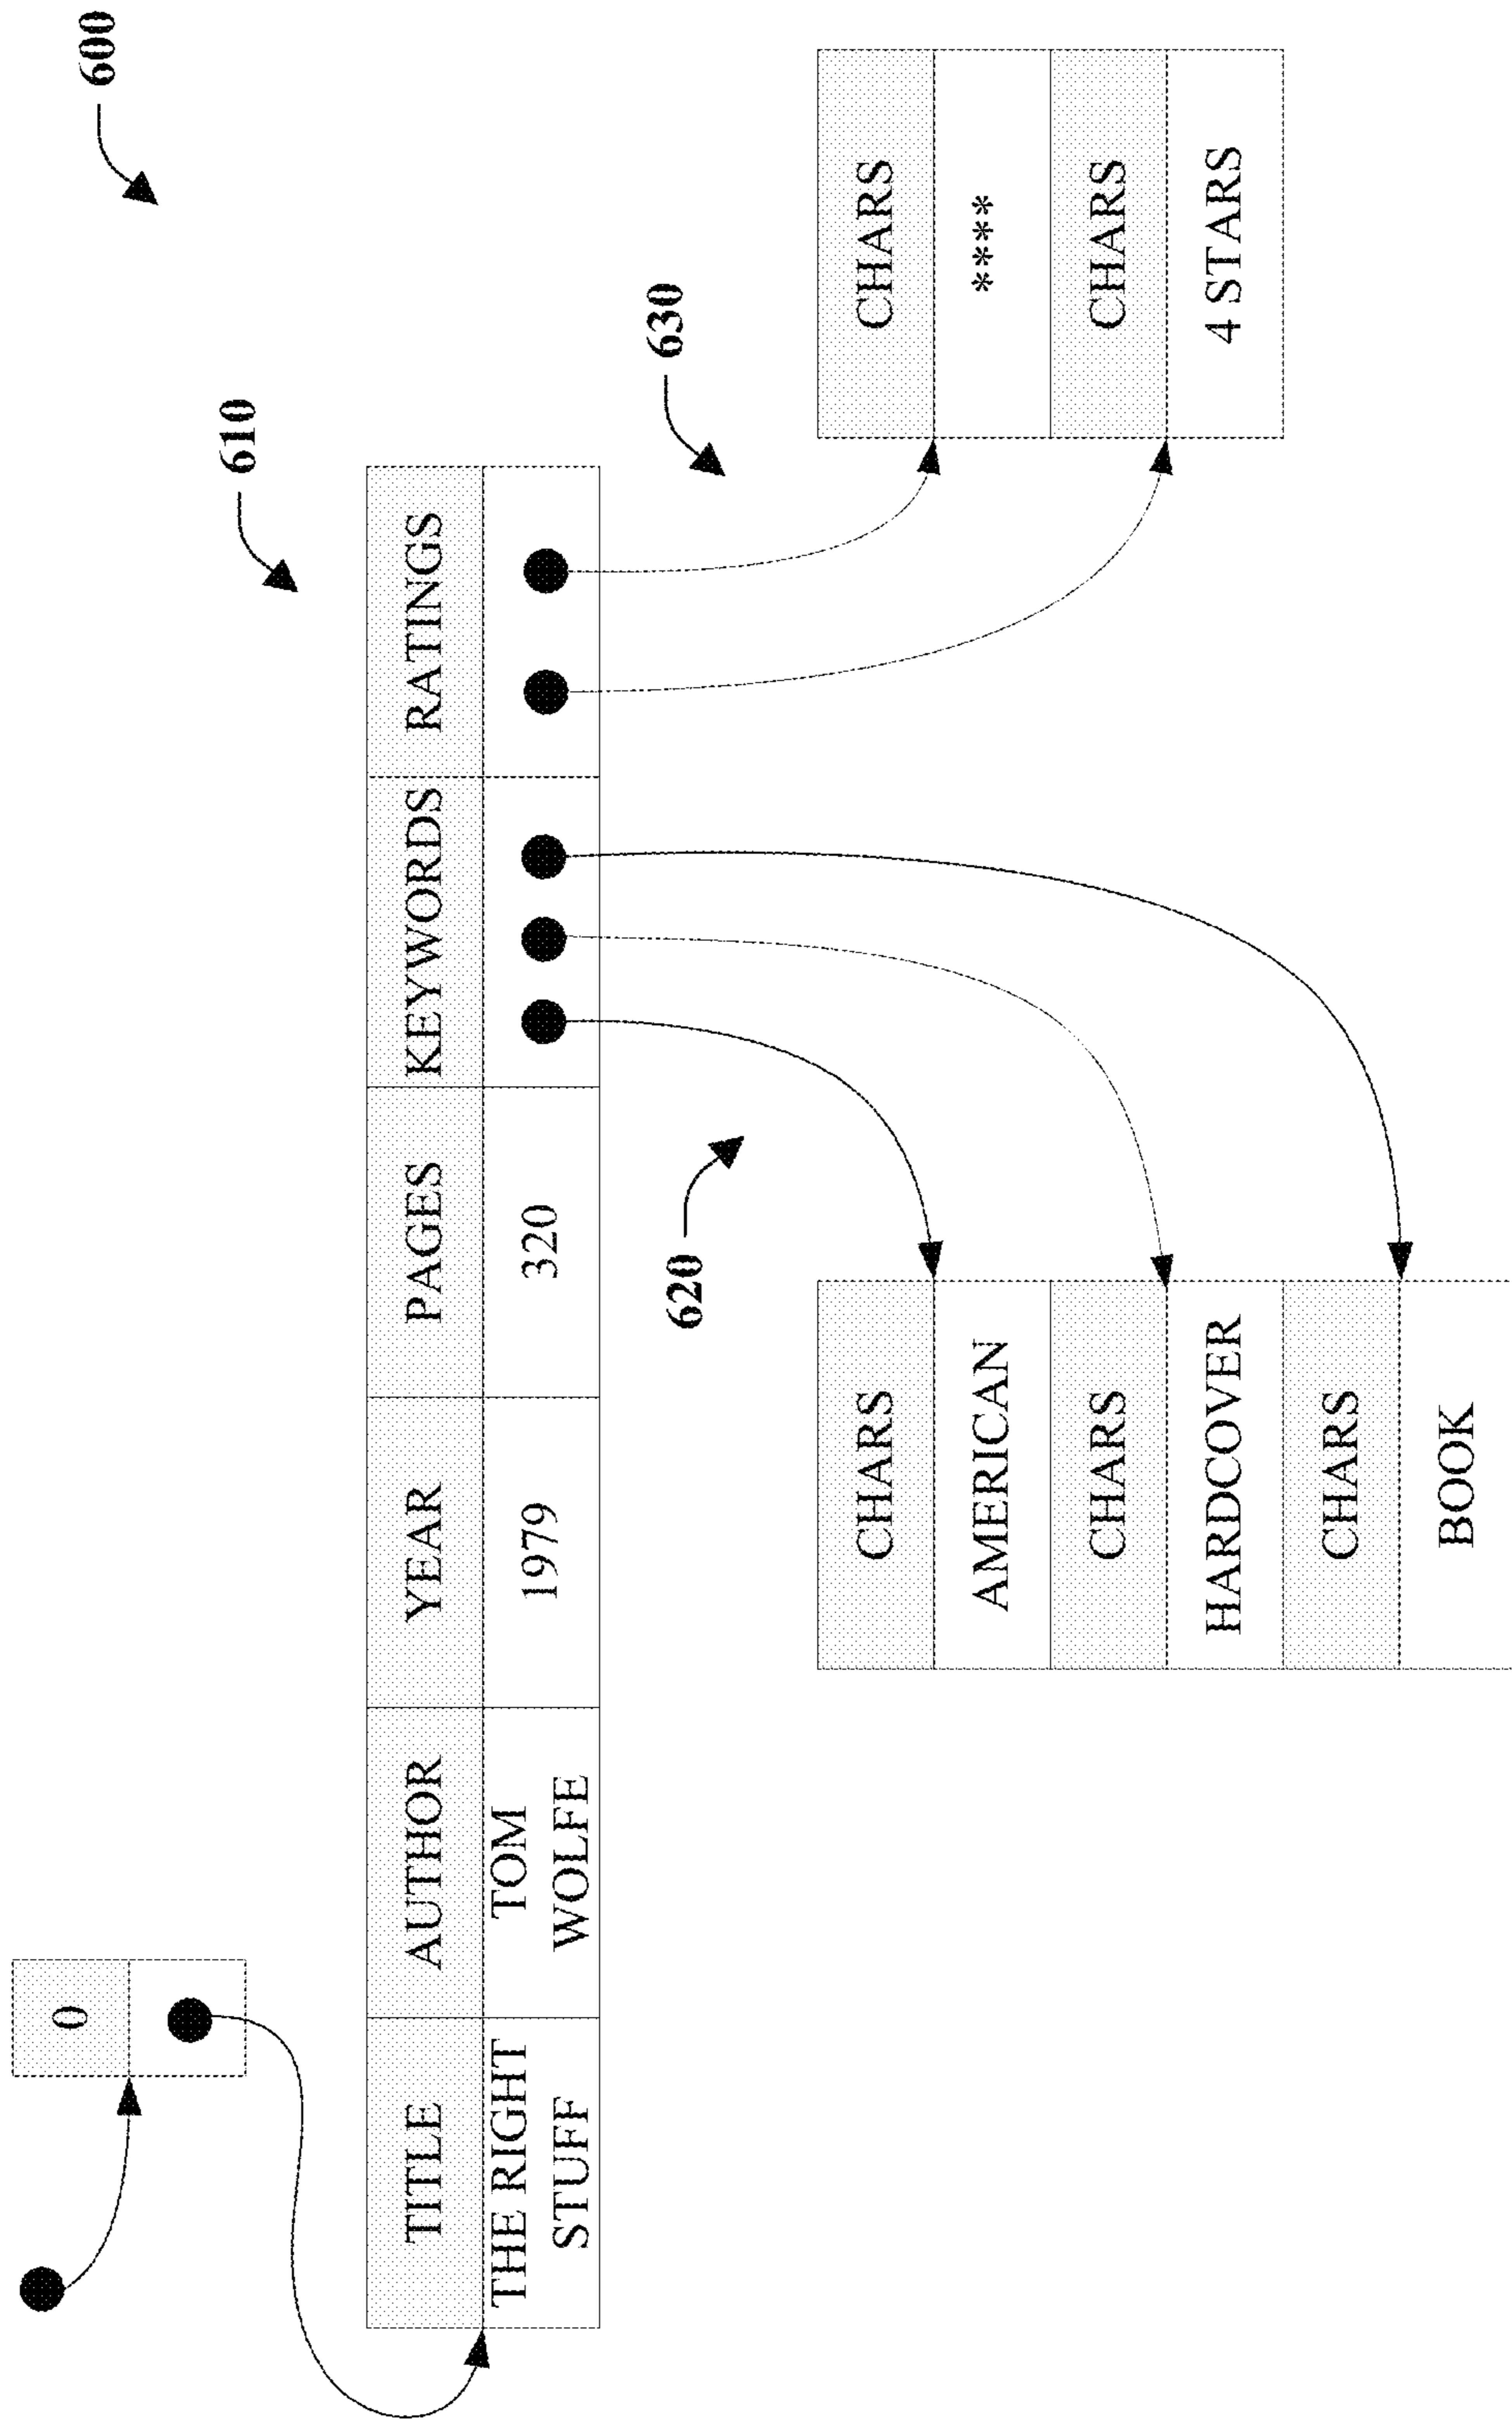 600
0
610
TITLE AUTHOR YEAR PAGES KEYWORDS RATINGS
THE RIGHT
STUFF
TOM
WOLFE
1979
320
620
630
CHARS
AMERICAN
CHARS
HARDCOVER
CHARS
BOOK
CHARS
****
CHARS
4 STARS